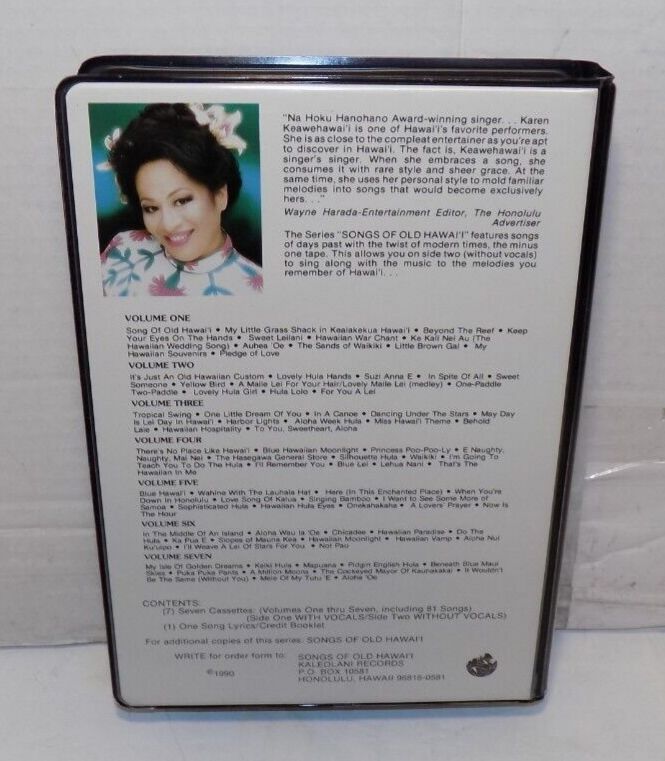 "Na Hoku Hanohano Award-winning singer. . . Karen
Keawehawai'i is one of Hawai'i's favorite performers.
She is as close to the compleat entertainer as you're apt
to discover in Hawai'i. The fact is, Keawehawai'i is a
singer's singer. When she embraces a song, she
consumes it with rare style and sheer grace. At the
same time, she uses her personal style to mold familiar
melodies into songs that would become exclusively
hers. . ."
Wayne Harada-Entertainment Editor, The Honolulu
Advertiser
The Series "SONGS OF OLD HAWAI'I" features songs
of days past with the twist of modern times, the minus
one tape. This allows you on side two (without vocals)
to sing along with the music to the melodies you
remember of Hawai'i. . .
VOLUME ONE
Song Of Old Hawai'i • My Little Grass Shack in Kealakekua Hawai'i • Beyond The Reef • Keep
Your Eyes On The Hands • Sweet Leilani • Hawaiian War Chant • Ke Kali Nei Au (The
Hawaiian Wedding Song) • Auhea 'Oe • The Sands of Waikiki • Little Brown Gal • My
Hawaiian Souvenirs • Pledge of Love
VOLUME TWO
It's Just An Old Hawaiian Custom • Lovely Hula Hands • Suzi Anna E • In Spite Of All • Sweet
Someone • Yellow Bird • A Maile Lei For Your Hair/Lovely Maile Lei (medley) • One-Paddle
Two-Paddle • Lovely Hula Girl • Hula Lolo • For You A Lei
VOLUME THREE
Tropical Swing • One Little Dream Of You • In A Canoe • Dancing Under The Stars • May Day
Is Lei Day In Hawai'i • Harbor Lights • Aloha Week Hula • Miss Hawai'i Theme • Behold
Laie • Hawaiian Hospitality • To You, Sweetheart, Aloha
VOLUME FOUR
There's No Place Like Hawai'i • Blue Hawaiian Moonlight • Princess Poo-Poo-Ly • E Naughty,
Naughty, Mai Nei • The Hasegawa General Store • Silhouette Hula • Waikiki • I'm Going To
Teach You To Do The Hula • I'll Remember You • Blue Lei • Lehua Nani • That's The
Hawaiian In Me
VOLUME FIVE
Blue Hawai'i • Wahine With The Lauhala Hat • Here (In This Enchanted Place) • When You're
Down In Honolulu • Love Song Of Kalua • Singing Bamboo • I Want to See Some More of
Samoa • Sophisticated Hula • Hawaiian Hula Eyes • Onekahakaha • A Lovers' Prayer • Now Is
The Hour
VOLUME SIX
In The Middle Of An Island • Aloha Wau Ia 'Oe • Chicadee • Hawaiian Paradise • Do The
Hula • Ka Pua E • Slopes of Mauna Kea • Hawaiian Moonlight • Hawaiian Vamp • Aloha Nui
Ku'uipo • I'll Weave A Lei Of Stars For You • Not Pau
VOLUME SEVEN
My Isle Of Golden Dreams • Keiki Hula • Mapuana • Pidgin English Hula • Beneath Blue Maui
Skies • Puka Puka Pants • A Million Moons • The Cockeyed Mayor Of Kaunakakai • It Wouldn't
Be The Same (Without You) • Mele Of My Tutu 'E • Aloha 'Oe
CONTENTS:
(7) Seven Cassettes: (Volumes One thru Seven, including 81 Songs)
(Side One WITH VOCALS/Side Two WITHOUT VOCALS)
(1) One Song Lyrics/Credit Booklet
For additional copies of this series: SONGS OF OLD HAWAI'I
WRITE for order form to: SONGS OF OLD HAWAI'I
KALEOLANI RECORDS
©1990 P.O. BOX 10581
HONOLULU, HAWAII 96816-0581